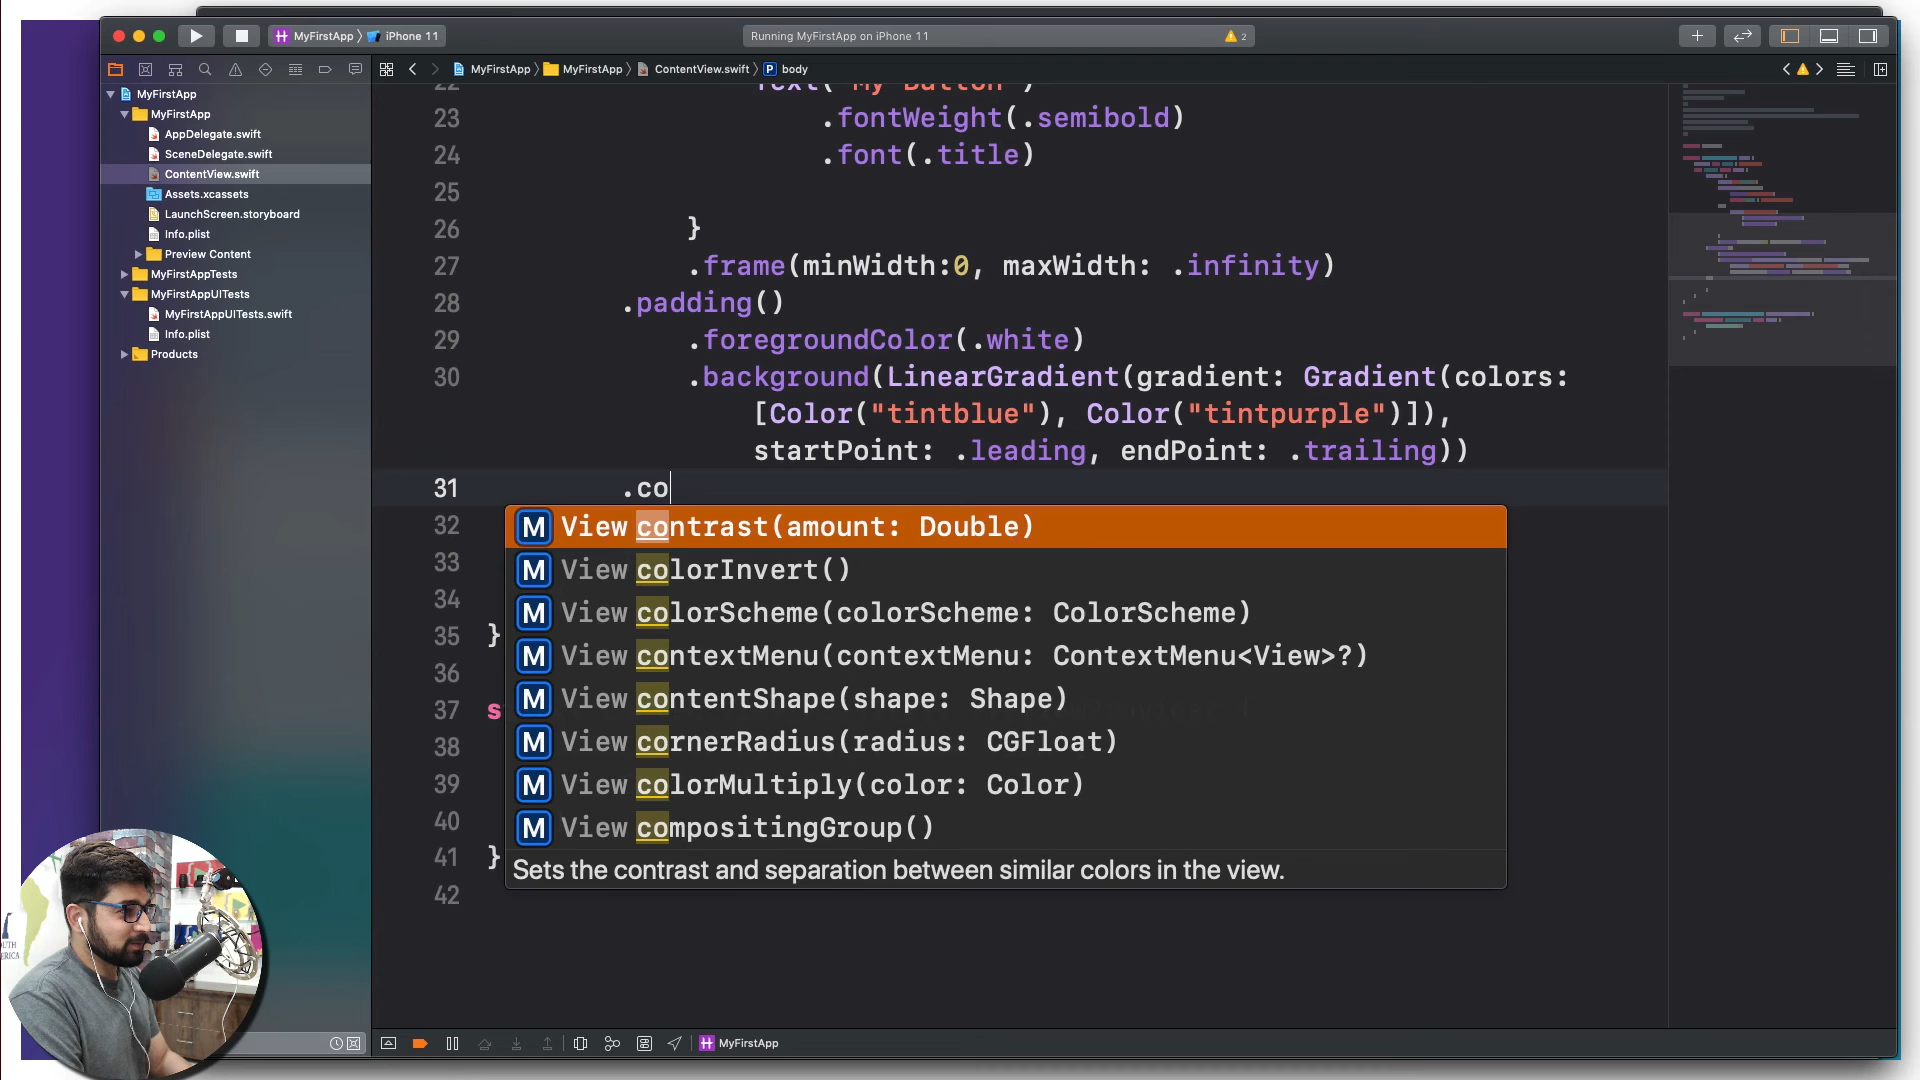 MyFirstApp iPhone 11
Running MyFirstApp on iPhone 11
2
MyFirstApp MyFirstApp ContentView.swift P body
MyFirstApp
MyFirstApp
AppDelegate.swift
SceneDelegate.swift
ContentView.swift
Assets.xcassets
LaunchScreen.storyboard
Info.plist
Preview Content
MyFirstAppTests
MyFirstAppUITests
MyFirstAppUITests.swift
Info.plist
Products
22 Text("My Button")
23 .fontWeight(.semibold)
24 .font(.title)
25
26 }
27 .frame(minWidth:0, maxWidth: .infinity)
28 .padding()
29 .foregroundColor(.white)
30 .background(LinearGradient(gradient: Gradient(colors:
[Color("tintblue"), Color("tintpurple")]),
startPoint: .leading, endPoint: .trailing))
31 .co
32
33
34
35 }
36
37 s
38
39
40
41 }
42
M View contrast(amount: Double)
M View colorInvert()
M View colorScheme(colorScheme: ColorScheme)
M View contextMenu(contextMenu: ContextMenu<View>?)
M View contentShape(shape: Shape)
M View cornerRadius(radius: CGFloat)
M View colorMultiply(color: Color)
M View compositingGroup()
Sets the contrast and separation between similar colors in the view.
MyFirstApp